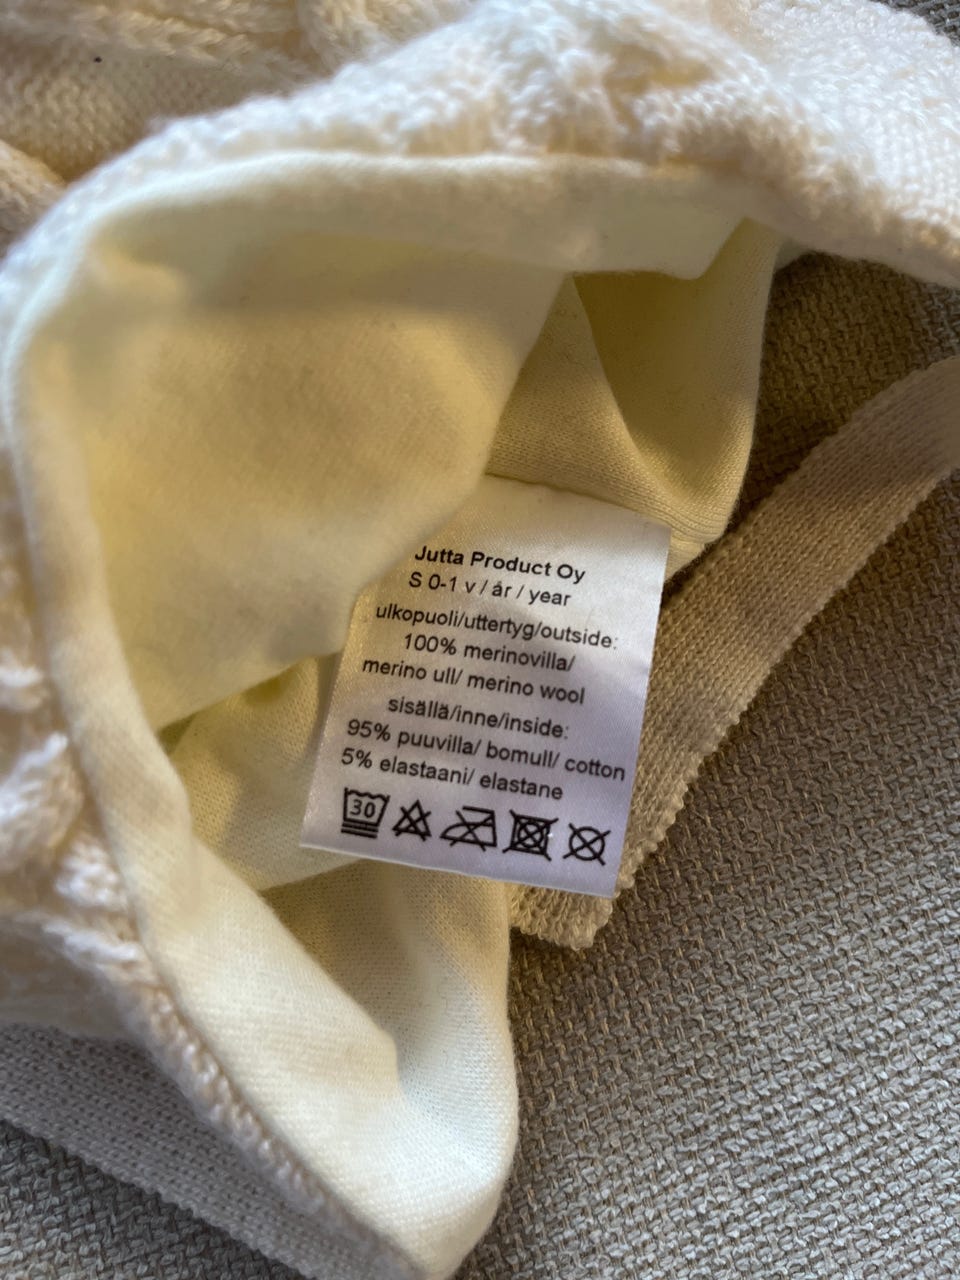 Jutta Product Oy
S 0-1 v / år / year
ulkopuoli/uttertyg/outside:
100% merinovilla/
merino ull/ merino wool
sisällä/inne/inside:
95% puuvilla/ bomull/ cotton
5% elastaani/ elastane
30